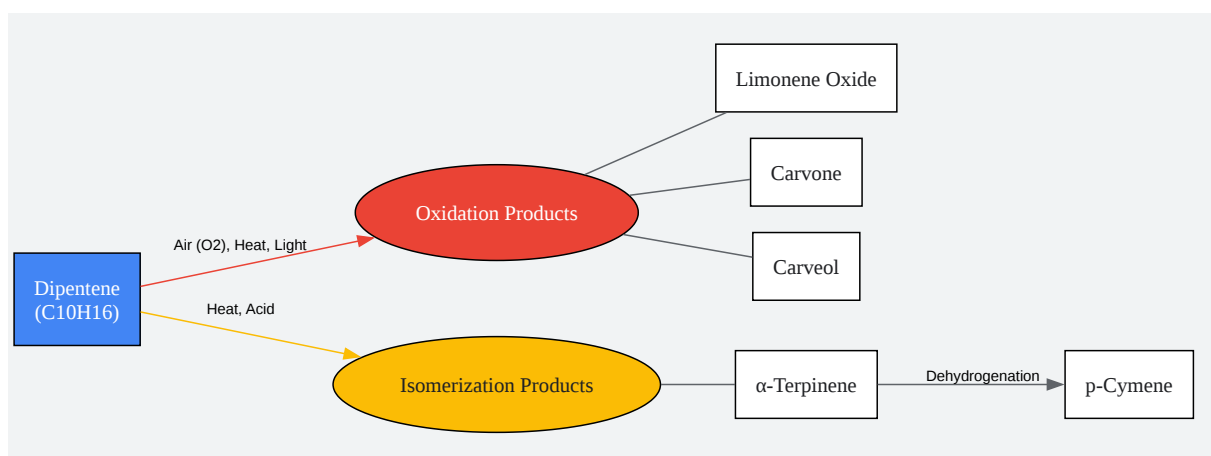 Limonene Oxide
Carvone
Oxidation Products
Air (O2), Heat, Light
Carveol
Dipentene
(C10H16)
Heat, Acid
Isomerization Products
α-Terpinene
Dehydrogenation
p-Cymene